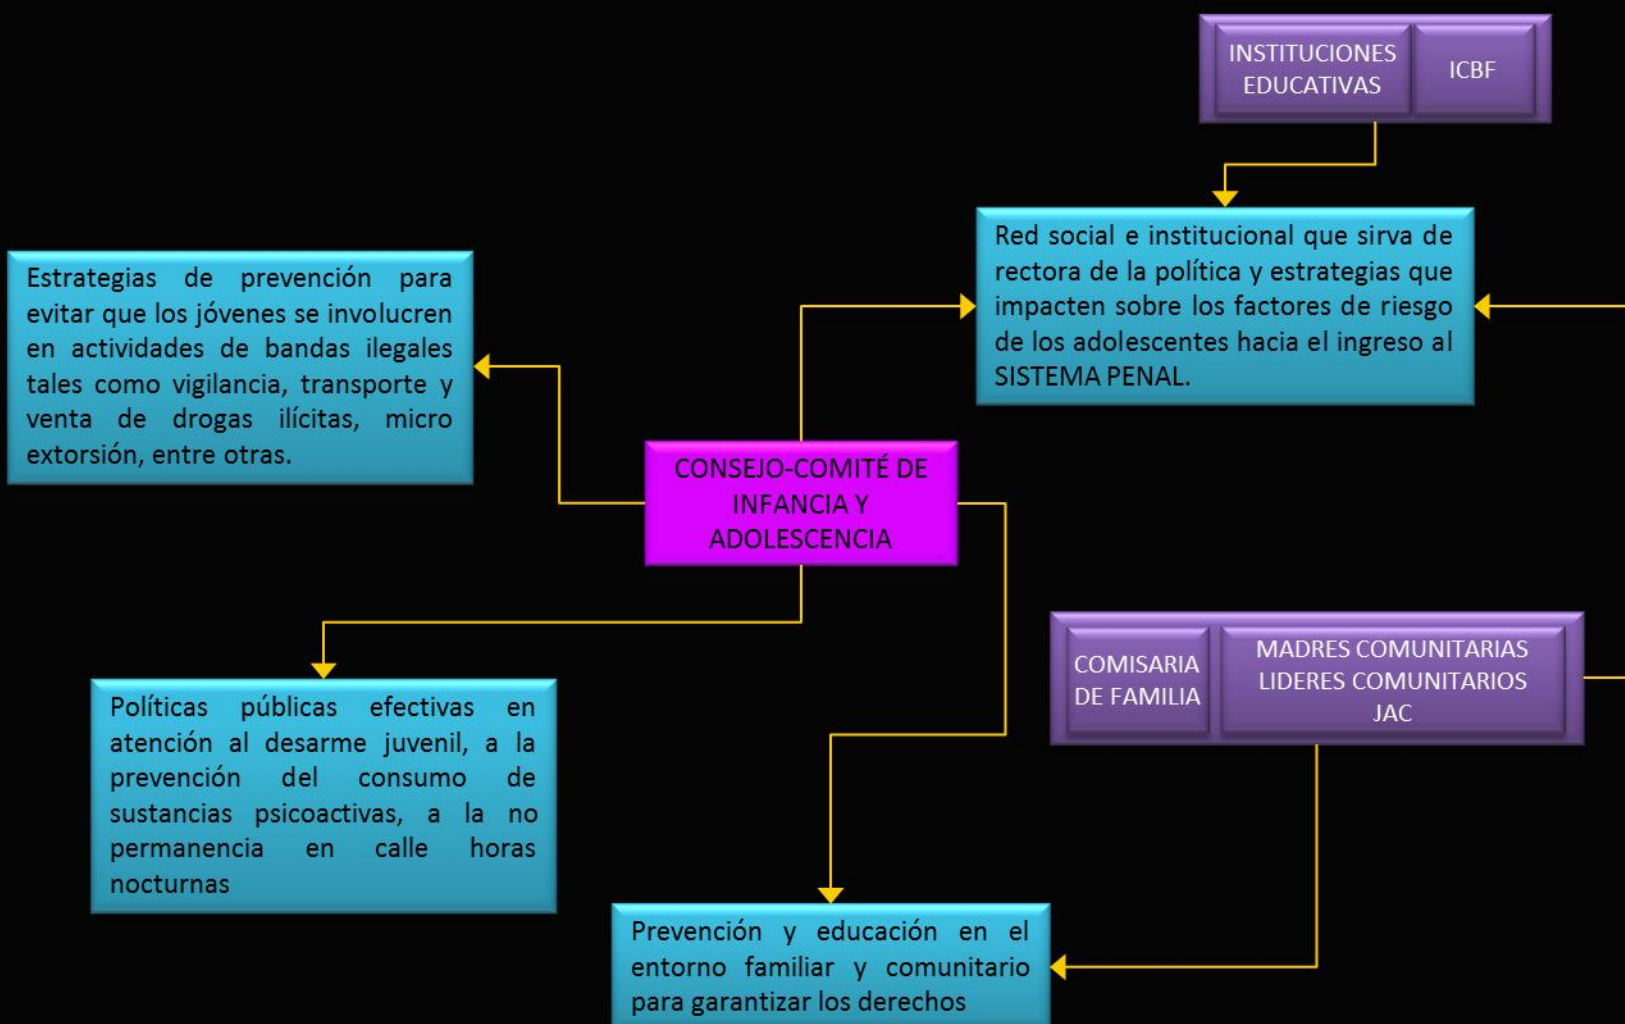 INSTITUCIONES
EDUCATIVAS
ICBF
Red social e institucional que sirva de
rectora de la política y estrategias que
impacten sobre los factores de riesgo
de los adolescentes hacia el ingreso al
SISTEMA PENAL.
Estrategias de prevención para
evitar que los jóvenes se involucren
en actividades de bandas ilegales
tales como vigilancia, transporte y
venta de drogas ilícitas, micro
extorsión, entre otras.
CONSEJO-COMITÉ DE
INFANCIA Y
ADOLESCENCIA
COMISARIA
DE FAMILIA
MADRES COMUNITARIAS
LIDERES COMUNITARIOS
JAC
Políticas públicas efectivas en
atención al desarme juvenil, a la
prevención del consumo de
sustancias psicoactivas, a la no
permanencia en calle horas
nocturnas
Prevención y educación en el
entorno familiar y comunitario
para garantizar los derechos